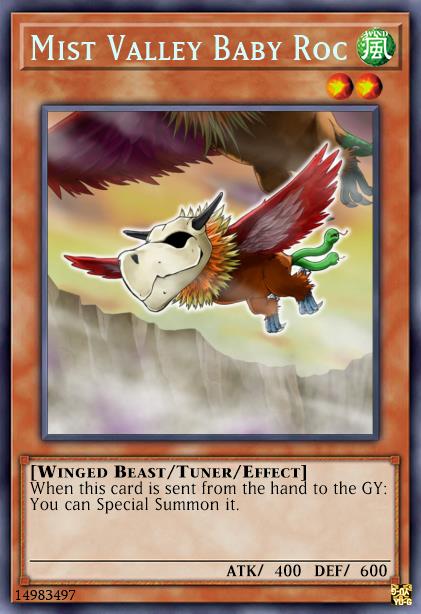 Mist Valley Baby Roc
WIND
風
[Winged Beast/Tuner/Effect]
When this card is sent from the hand to the GY:
You can Special Summon it.
ATK/ 400 DEF/ 600
14983497